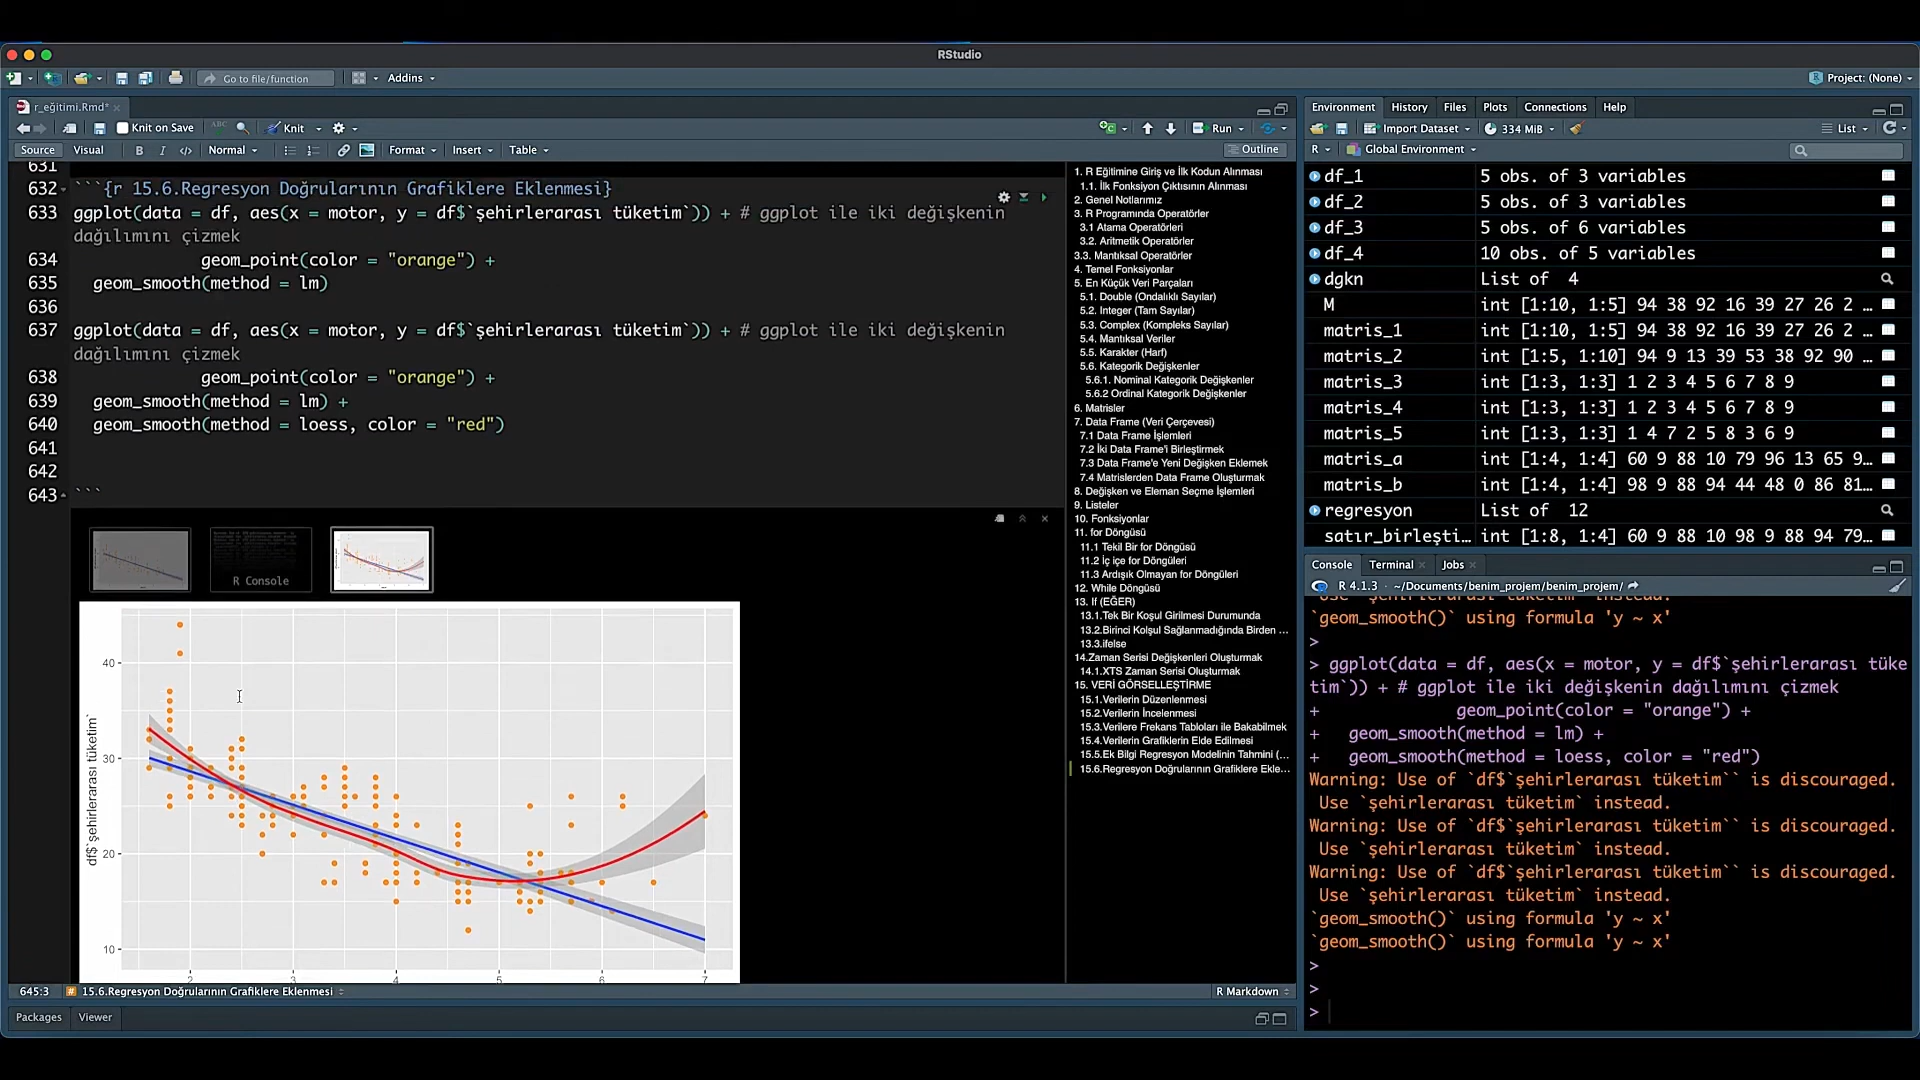 RStudio
Go to file/function
Addins
Project: (None)
r_eğitimi.Rmd*
Knit on Save
ABC
Knit
Run
Source
Visual
B
I
</>
Normal
Format
Insert
Table
Outline
631
632 ```{r 15.6.Regresyon Doğrularının Grafiklere Eklenmesi}
633 ggplot(data = df, aes(x = motor, y = df$`şehirlerarası tüketim`)) + # ggplot ile iki değişkenin
dağılımını çizmek
634 geom_point(color = "orange") +
635 geom_smooth(method = lm)
636
637 ggplot(data = df, aes(x = motor, y = df$`şehirlerarası tüketim`)) + # ggplot ile iki değişkenin
dağılımını çizmek
638 geom_point(color = "orange") +
639 geom_smooth(method = lm) +
640 geom_smooth(method = loess, color = "red")
641
642
643 ```
R Console
df$`şehirlerarası tüketim`
40
30
20
10
2 3 4 5 6 7
645:3
# 15.6.Regresyon Doğrularının Grafiklere Eklenmesi
R Markdown
Packages
Viewer
1. R Eğitimine Giriş ve İlk Kodun Alınması
1.1. İlk Fonksiyon Çıktısının Alınması
2. Genel Notlarımız
3. R Programında Operatörler
3.1 Atama Operatörleri
3.2. Aritmetik Operatörler
3.3. Mantıksal Operatörler
4. Temel Fonksiyonlar
5. En Küçük Veri Parçaları
5.1. Double (Ondalıklı Sayılar)
5.2. Integer (Tam Sayılar)
5.3. Complex (Kompleks Sayılar)
5.4. Mantıksal Veriler
5.5. Karakter (Harf)
5.6. Kategorik Değişkenler
5.6.1. Nominal Kategorik Değişkenler
5.6.2 Ordinal Kategorik Değişkenler
6. Matrisler
7. Data Frame (Veri Çerçevesi)
7.1 Data Frame İşlemleri
7.2 İki Data Frame'i Birleştirmek
7.3 Data Frame'e Yeni Değişken Eklemek
7.4 Matrislerden Data Frame Oluşturmak
8. Değişken ve Eleman Seçme İşlemleri
9. Listeler
10. Fonksiyonlar
11. for Döngüsü
11.1 Tekil Bir for Döngüsü
11.2 İç içe for Döngüleri
11.3 Ardışık Olmayan for Döngüleri
12. While Döngüsü
13. If (EĞER)
13.1.Tek Bir Koşul Girilmesi Durumunda
13.2.Birinci Kolşul Sağlanmadığında Birden ...
13.3.ifelse
14.Zaman Serisi Değişkenleri Oluşturmak
14.1.XTS Zaman Serisi Oluşturmak
15. VERİ GÖRSELLEŞTİRME
15.1.Verilerin Düzenlenmesi
15.2.Verilerin İncelenmesi
15.3.Verilere Frekans Tabloları ile Bakabilmek
15.4.Verilerin Grafiklerin Elde Edilmesi
15.5.Ek Bilgi Regresyon Modelinin Tahmini (...
15.6.Regresyon Doğrularının Grafiklere Ekle...
Environment
History
Files
Plots
Connections
Help
Import Dataset
334 MiB
List
R
Global Environment
df_1 5 obs. of 3 variables
df_2 5 obs. of 3 variables
df_3 5 obs. of 6 variables
df_4 10 obs. of 5 variables
dgkn List of 4
M int [1:10, 1:5] 94 38 92 16 39 27 26 2 ...
matris_1 int [1:10, 1:5] 94 38 92 16 39 27 26 2 ...
matris_2 int [1:5, 1:10] 94 9 13 39 53 38 92 90 ...
matris_3 int [1:3, 1:3] 1 2 3 4 5 6 7 8 9
matris_4 int [1:3, 1:3] 1 2 3 4 5 6 7 8 9
matris_5 int [1:3, 1:3] 1 4 7 2 5 8 3 6 9
matris_a int [1:4, 1:4] 60 9 88 10 79 96 13 65 9...
matris_b int [1:4, 1:4] 98 9 88 94 44 48 0 86 81...
regresyon List of 12
satır_birleşti... int [1:8, 1:4] 60 9 88 10 98 9 88 94 79...
Console
Terminal
Jobs
R 4.1.3 · ~/Documents/benim_projem/benim_projem/
Use `şehirlerarası tüketim` instead.
`geom_smooth()` using formula 'y ~ x'
>
> ggplot(data = df, aes(x = motor, y = df$`şehirlerarası tüke
tim`)) + # ggplot ile iki değişkenin dağılımını çizmek
+ geom_point(color = "orange") +
+ geom_smooth(method = lm) +
+ geom_smooth(method = loess, color = "red")
Warning: Use of `df$`şehirlerarası tüketim`` is discouraged.
Use `şehirlerarası tüketim` instead.
Warning: Use of `df$`şehirlerarası tüketim`` is discouraged.
Use `şehirlerarası tüketim` instead.
Warning: Use of `df$`şehirlerarası tüketim`` is discouraged.
Use `şehirlerarası tüketim` instead.
`geom_smooth()` using formula 'y ~ x'
`geom_smooth()` using formula 'y ~ x'
>
>
>